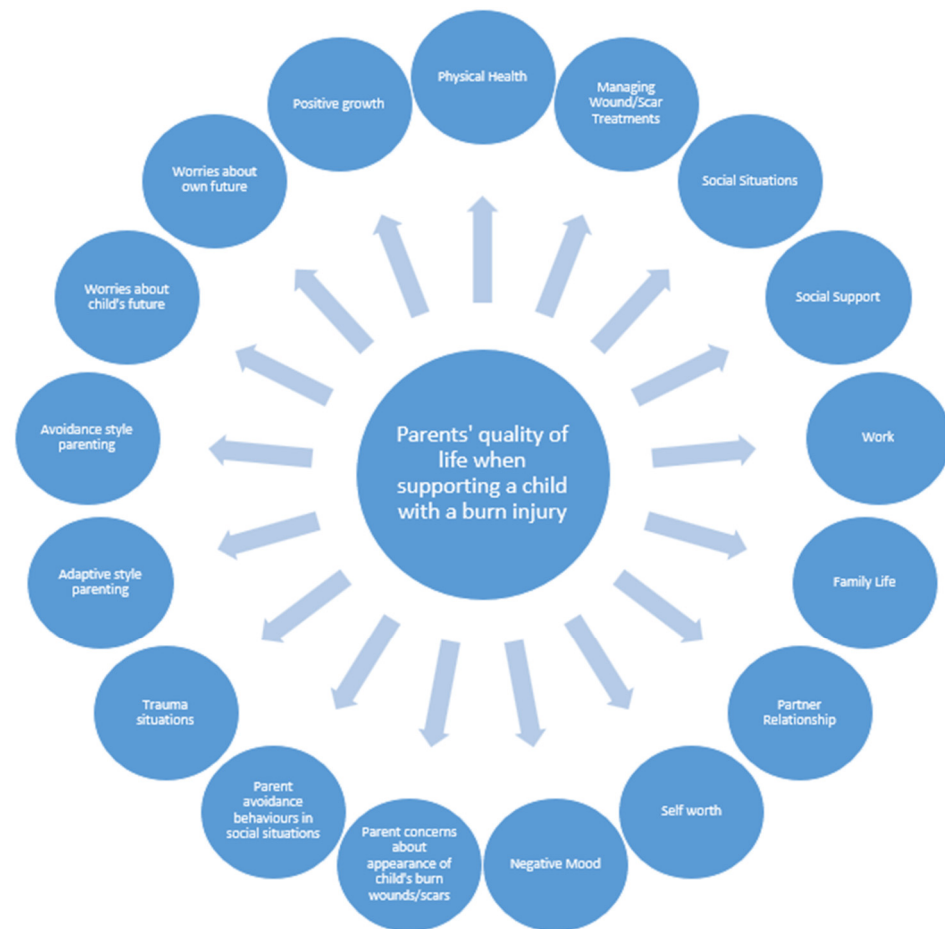 Physical Health
Managing
Wound/Scar
Treatments
Social Situations
Social Support
Work
Family Life
Partner
Relationship
Self worth
Negative Mood
Parent concerns
about
appearance of
child's burn
wounds/scars
Parent
avoidance
behaviours in
social situations
Trauma
situations
Adaptive style
parenting
Avoidance style
parenting
Worries about
child's future
Worries about
own future
Positive growth
Parents' quality of
life when
supporting a child
with a burn injury